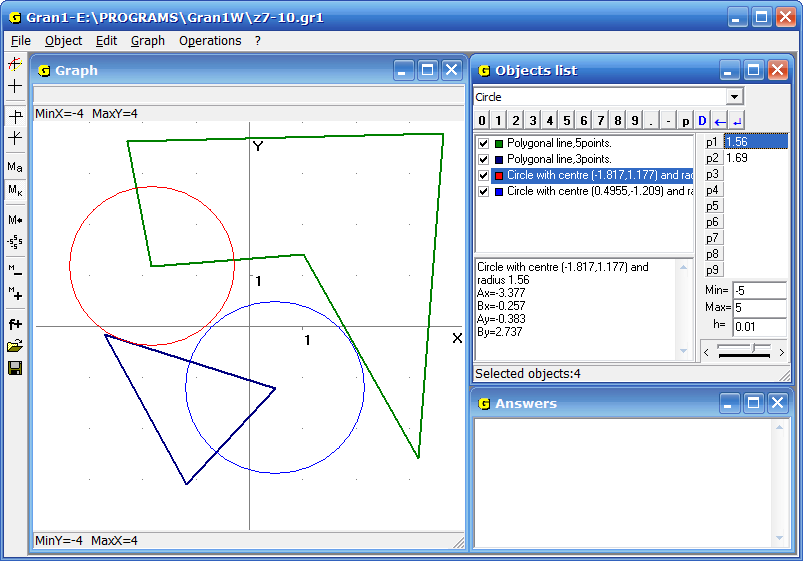 Gran1-E:\PROGRAMS\Gran1W\z7-10.gr1
File Object Edit Graph Operations ?
Graph
MinX=-4 MaxY=4
Y
1
1
X
MinY=-4 MaxX=4
Mа
Mк
M*
-555
M-
M+
f+
Objects list
Circle
0 1 2 3 4 5 6 7 8 9 . - p D ← ↵
Polygonal line,5points.
Polygonal line,3points.
Circle with centre (-1.817,1.177) and rad
Circle with centre (0.4955,-1.209) and ra
p1 1.56
p2 1.69
p3
p4
p5
p6
p7
p8
p9
Circle with centre (-1.817,1.177) and
radius 1.56
Ax=-3.377
Bx=-0.257
Ay=-0.383
By=2.737
Min= -5
Max= 5
h= 0.01
Selected objects:4
Answers